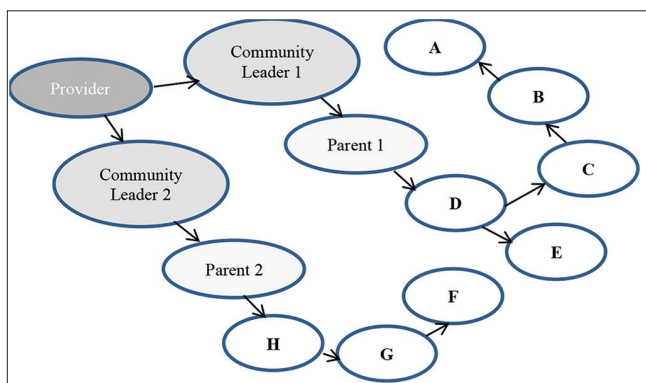 Provider
Community
Leader 1
A
B
Parent 1
C
Community
Leader 2
D
E
Parent 2
F
H
G